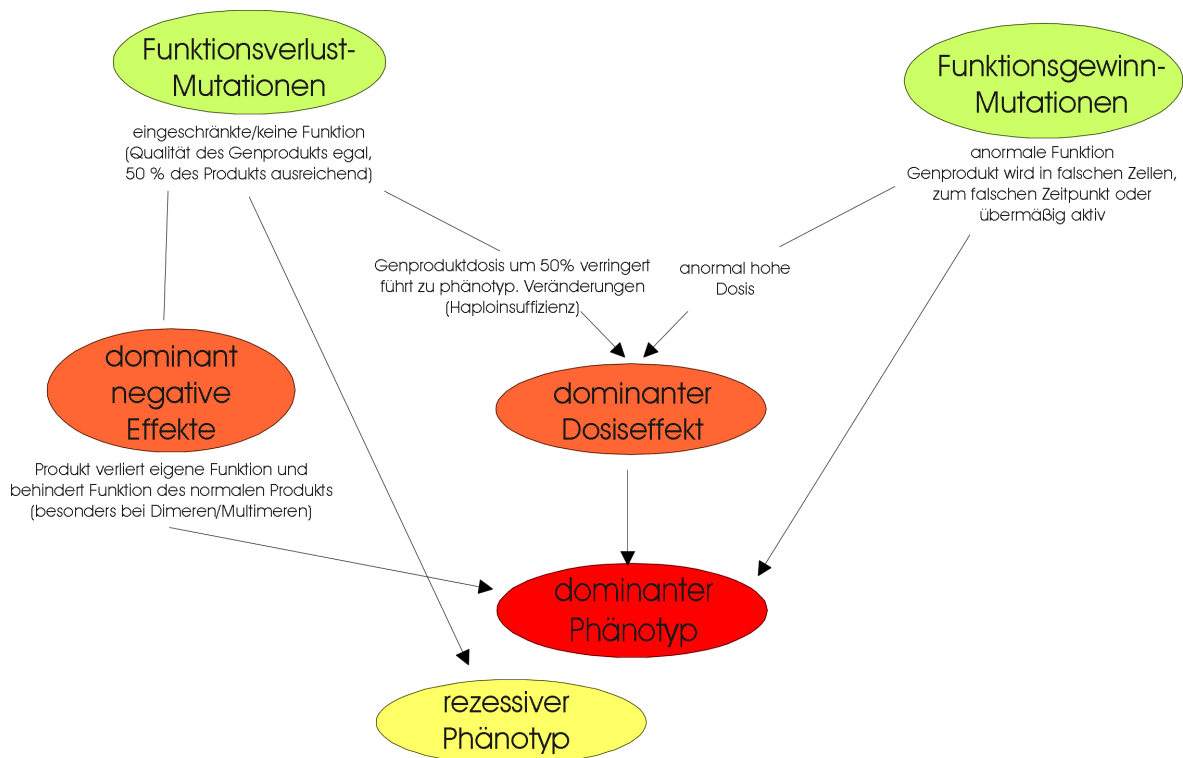 Funktionsverlust-
Mutationen
eingeschränkte/keine Funktion
(Qualität des Genprodukts egal,
50 % des Produkts ausreichend)
Funktionsgewinn-
Mutationen
anormale Funktion
Genprodukt wird in falschen Zellen,
zum falschen Zeitpunkt oder
übermäßig aktiv
Genproduktdosis um 50% verringert
führt zu phänotyp. Veränderungen
(Haploinsuffizienz)
anormal hohe
Dosis
dominant
negative
Effekte
dominanter
Dosiseffekt
Produkt verliert eigene Funktion und
behindert Funktion des normalen Produkts
(besonders bei Dimeren/Multimeren)
dominanter
Phänotyp
rezessiver
Phänotyp